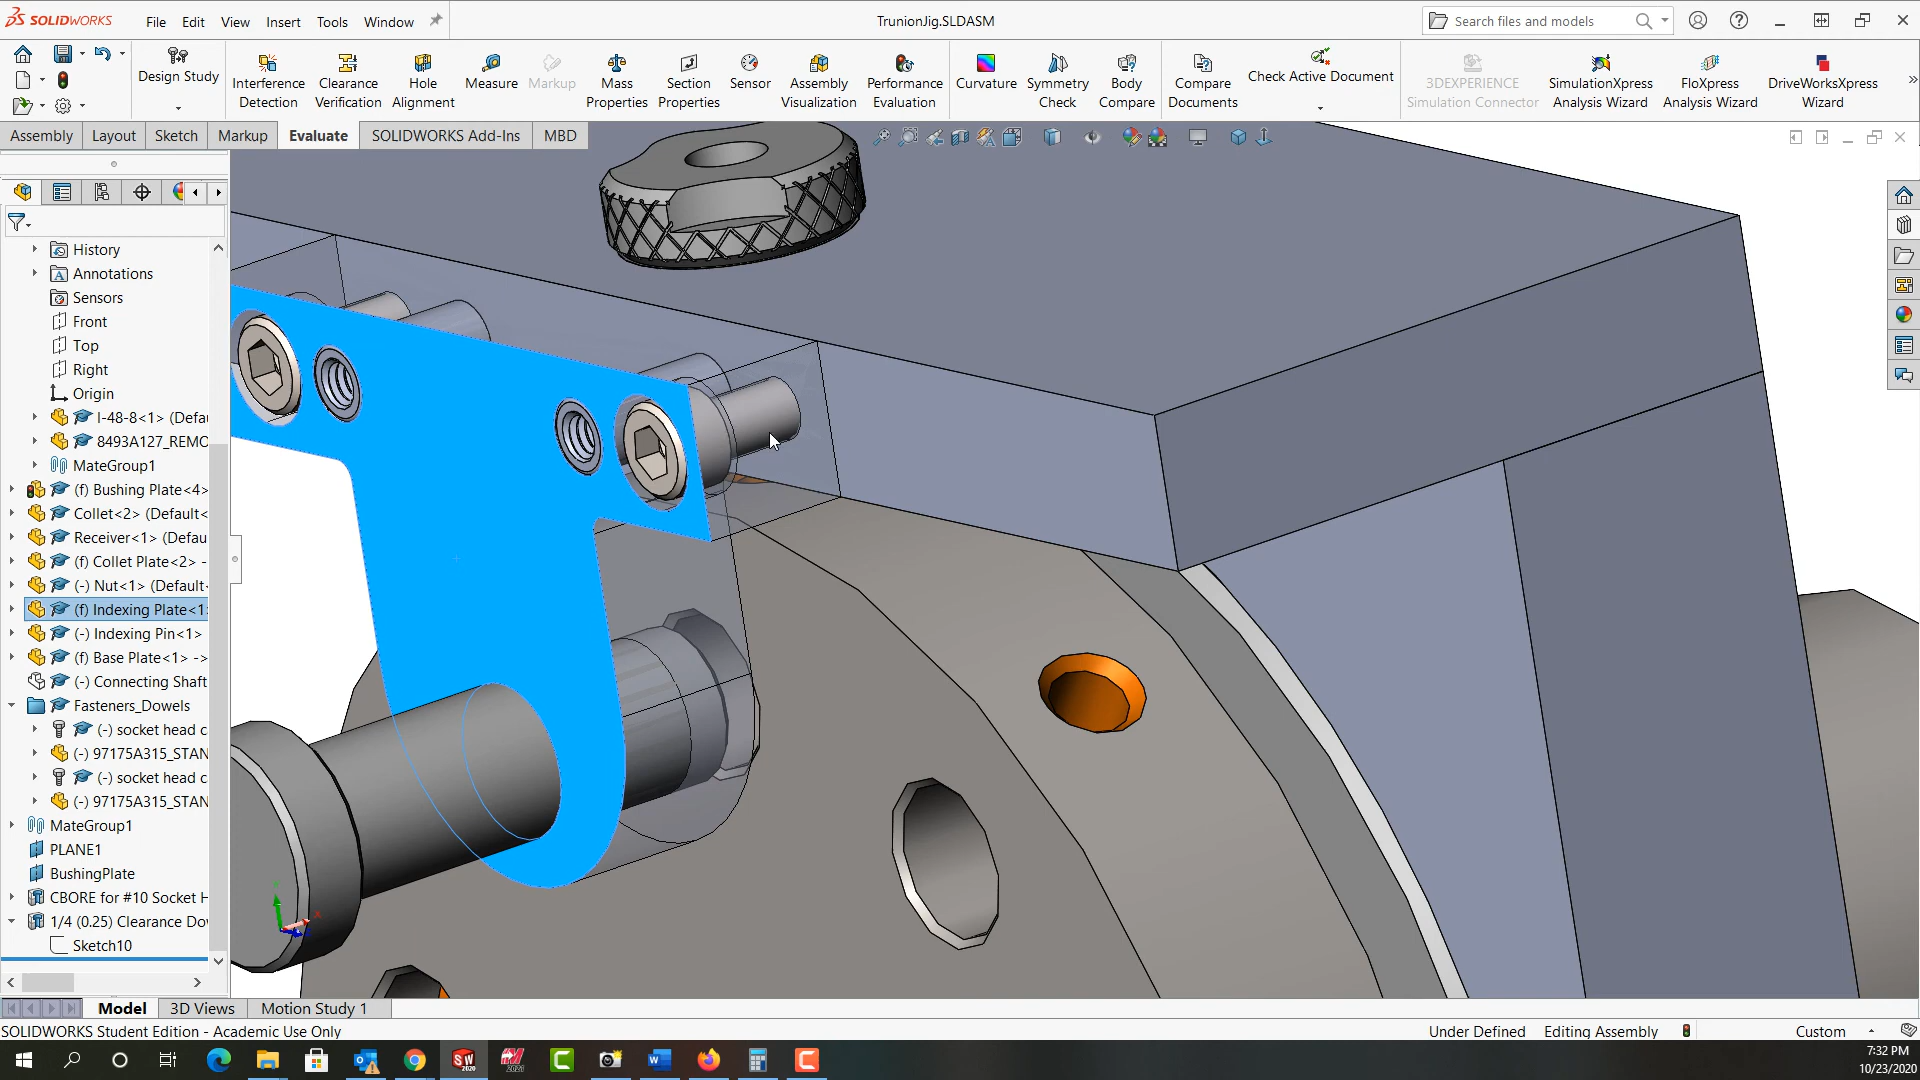 SOLIDWORKS
File Edit View Insert Tools Window
TrunionJig.SLDASM
Search files and models
Design Study
Interference Detection
Clearance Verification
Hole Alignment
Measure
Markup
Mass Properties
Section Properties
Sensor
Assembly Visualization
Performance Evaluation
Curvature
Symmetry Check
Body Compare
Compare Documents
Check Active Document
3DEXPERIENCE Simulation Connector
SimulationXpress Analysis Wizard
FloXpress Analysis Wizard
DriveWorksXpress Wizard
Assembly Layout Sketch Markup Evaluate SOLIDWORKS Add-Ins MBD
History
Annotations
Sensors
Front
Top
Right
Origin
I-48-8<1> (Defau
8493A127_REMO
MateGroup1
(f) Bushing Plate<4>
Collet<2> (Default<
Receiver<1> (Defau
(f) Collet Plate<2> -
(-) Nut<1> (Default<
(f) Indexing Plate<1>
(-) Indexing Pin<1>
(f) Base Plate<1> ->
(-) Connecting Shaft
Fasteners_Dowels
(-) socket head c
(-) 97175A315_STAN
(-) socket head c
(-) 97175A315_STAN
MateGroup1
PLANE1
BushingPlate
CBORE for #10 Socket H
1/4 (0.25) Clearance Do
Sketch10
Model 3D Views Motion Study 1
SOLIDWORKS Student Edition - Academic Use Only
Under Defined Editing Assembly Custom
7:32 PM
10/23/2020